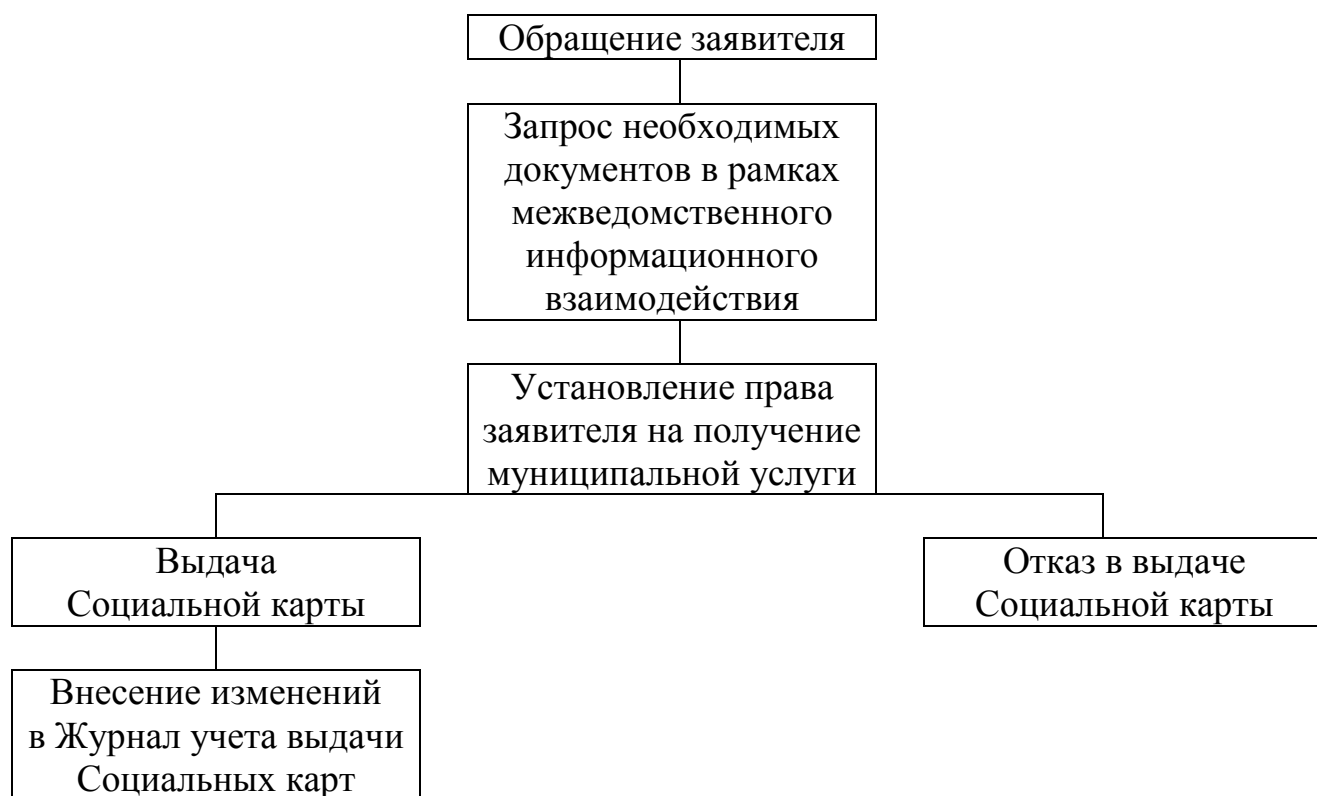 Обращение заявителя
Запрос необходимых
документов в рамках
межведомственного
информационного
взаимодействия
Установление права
заявителя на получение
муниципальной услуги
Выдача
Социальной карты
Отказ в выдаче
Социальной карты
Внесение изменений
в Журнал учета выдачи
Социальных карт